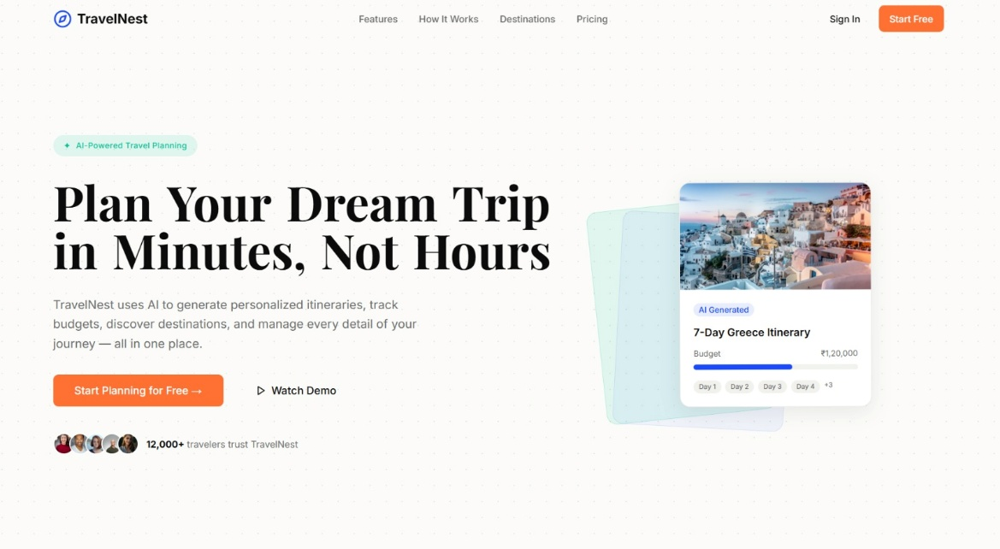 TravelNest
Features How It Works Destinations Pricing
Sign In
Start Free
✦ AI-Powered Travel Planning
Plan Your Dream Trip
in Minutes, Not Hours
TravelNest uses AI to generate personalized itineraries, track
budgets, discover destinations, and manage every detail of your
journey — all in one place.
Start Planning for Free →
Watch Demo
12,000+ travelers trust TravelNest
AI Generated
7-Day Greece Itinerary
Budget ₹1,20,000
Day 1 Day 2 Day 3 Day 4 +3